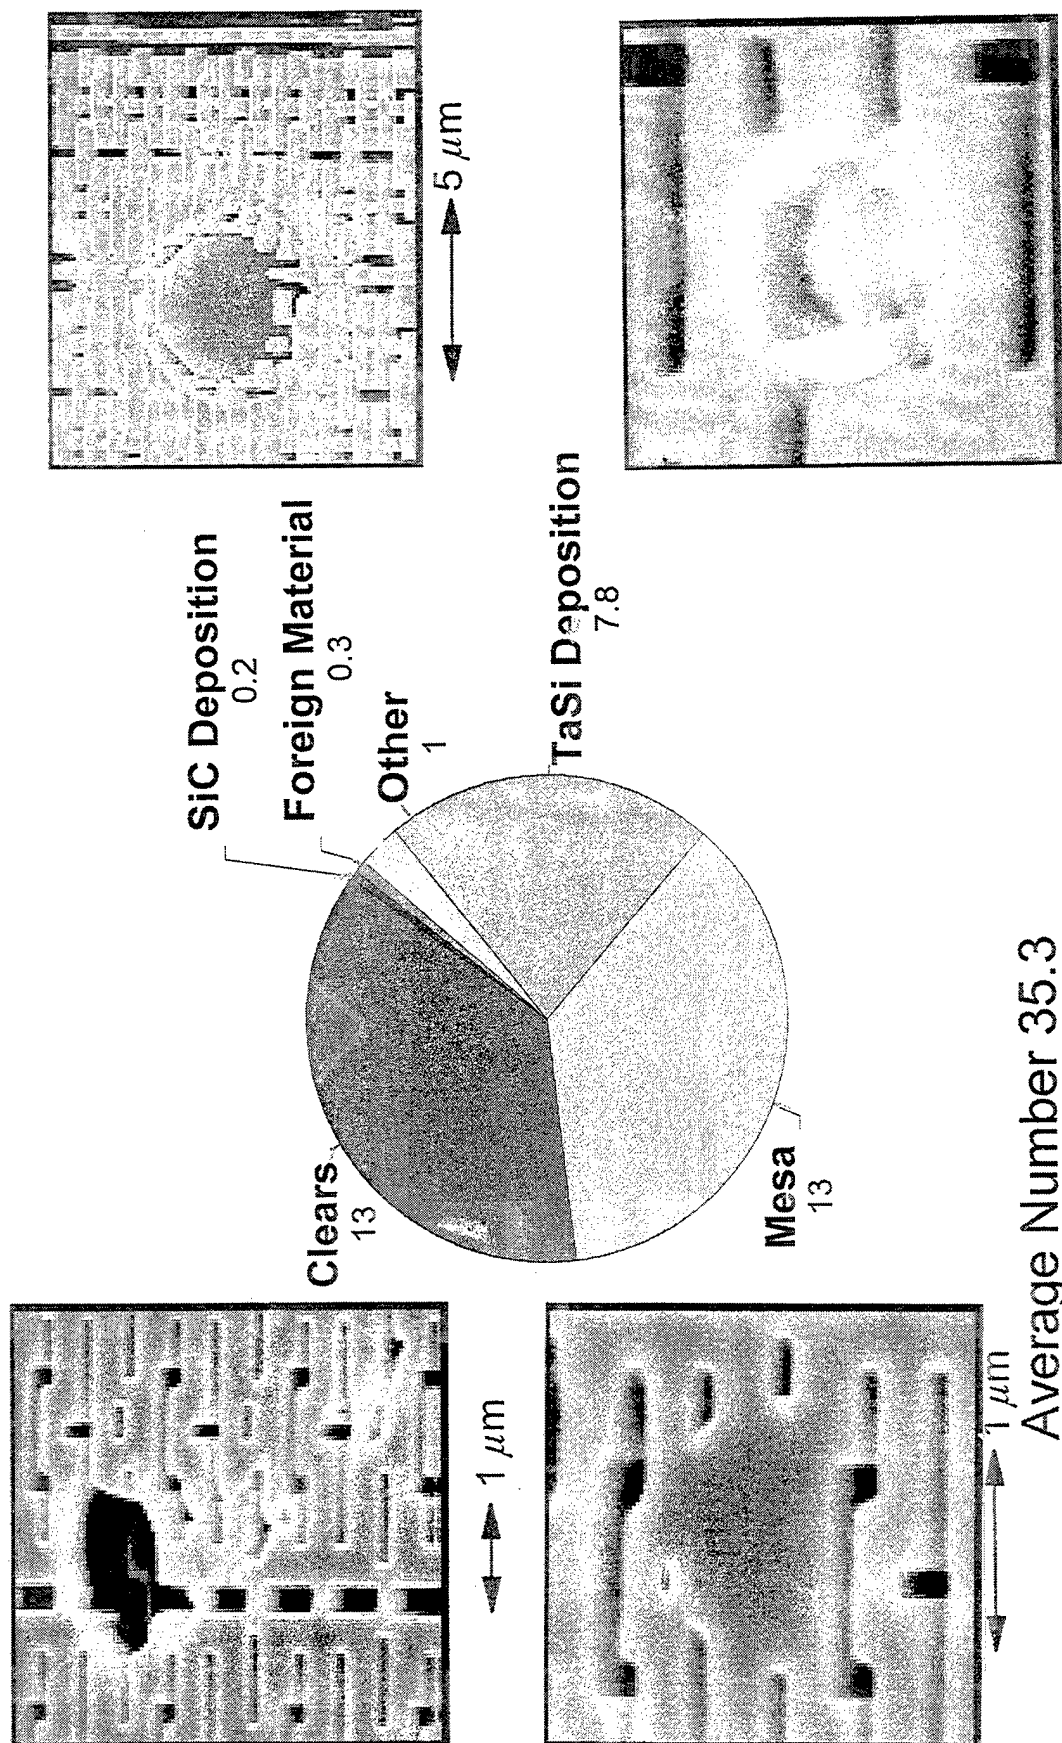 SiC Deposition
0.2
Foreign Material
0.3
Other
1
TaSi Deposition
7.8
Clears
13
Mesa
13
5 μm
1 μm
1 μm
Average Number 35.3